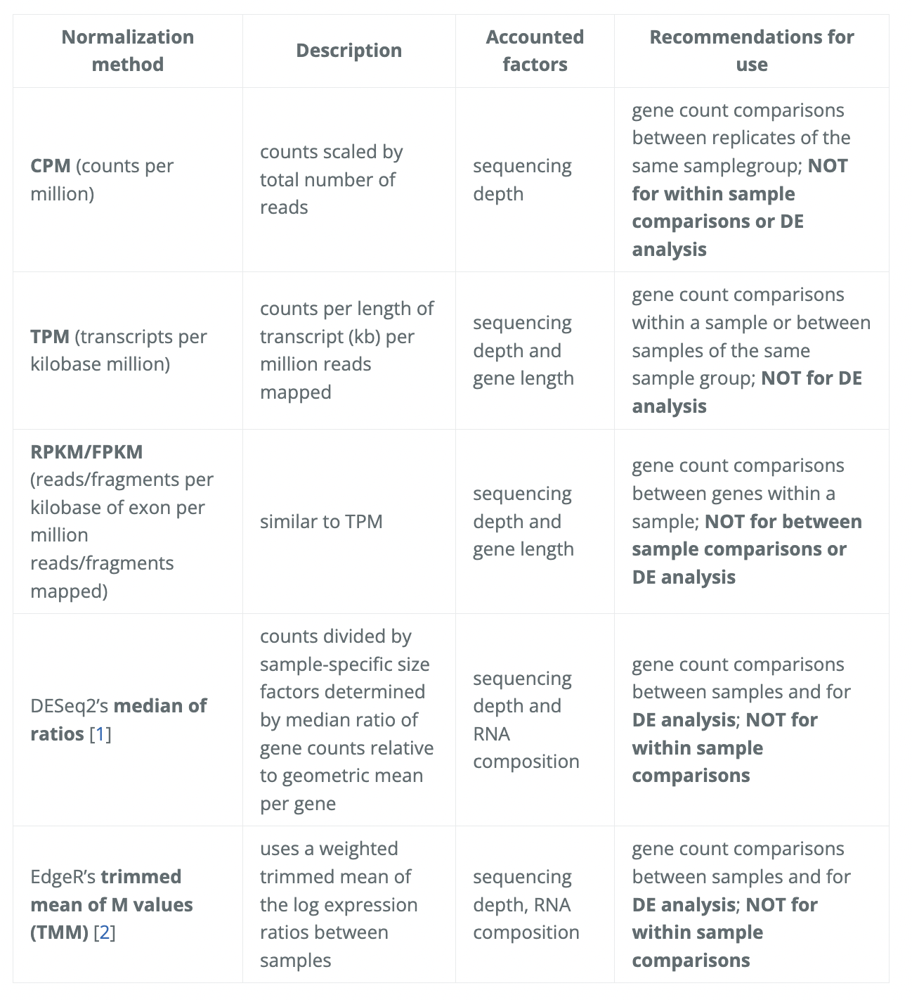 Normalization
method
Description
Accounted
factors
Recommendations for
use
CPM (counts per
million)
counts scaled by
total number of
reads
sequencing
depth
gene count comparisons
between replicates of the
same samplegroup; NOT
for within sample
comparisons or DE
analysis
TPM (transcripts per
kilobase million)
counts per length of
transcript (kb) per
million reads
mapped
sequencing
depth and
gene length
gene count comparisons
within a sample or between
samples of the same
sample group; NOT for DE
analysis
RPKM/FPKM
(reads/fragments per
kilobase of exon per
million
reads/fragments
mapped)
similar to TPM
sequencing
depth and
gene length
gene count comparisons
between genes within a
sample; NOT for between
sample comparisons or
DE analysis
DESeq2’s median of
ratios [1]
counts divided by
sample-specific size
factors determined
by median ratio of
gene counts relative
to geometric mean
per gene
sequencing
depth and
RNA
composition
gene count comparisons
between samples and for
DE analysis; NOT for
within sample
comparisons
EdgeR’s trimmed
mean of M values
(TMM) [2]
uses a weighted
trimmed mean of
the log expression
ratios between
samples
sequencing
depth, RNA
composition
gene count comparisons
between samples and for
DE analysis; NOT for
within sample
comparisons